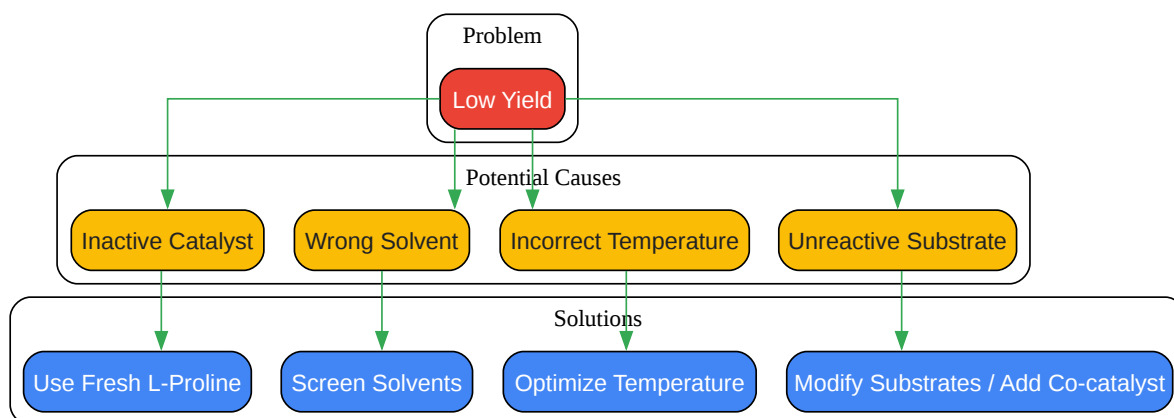 Problem
Low Yield
Potential Causes
Inactive Catalyst
Wrong Solvent
Incorrect Temperature
Unreactive Substrate
Solutions
Use Fresh L-Proline
Screen Solvents
Optimize Temperature
Modify Substrates / Add Co-catalyst